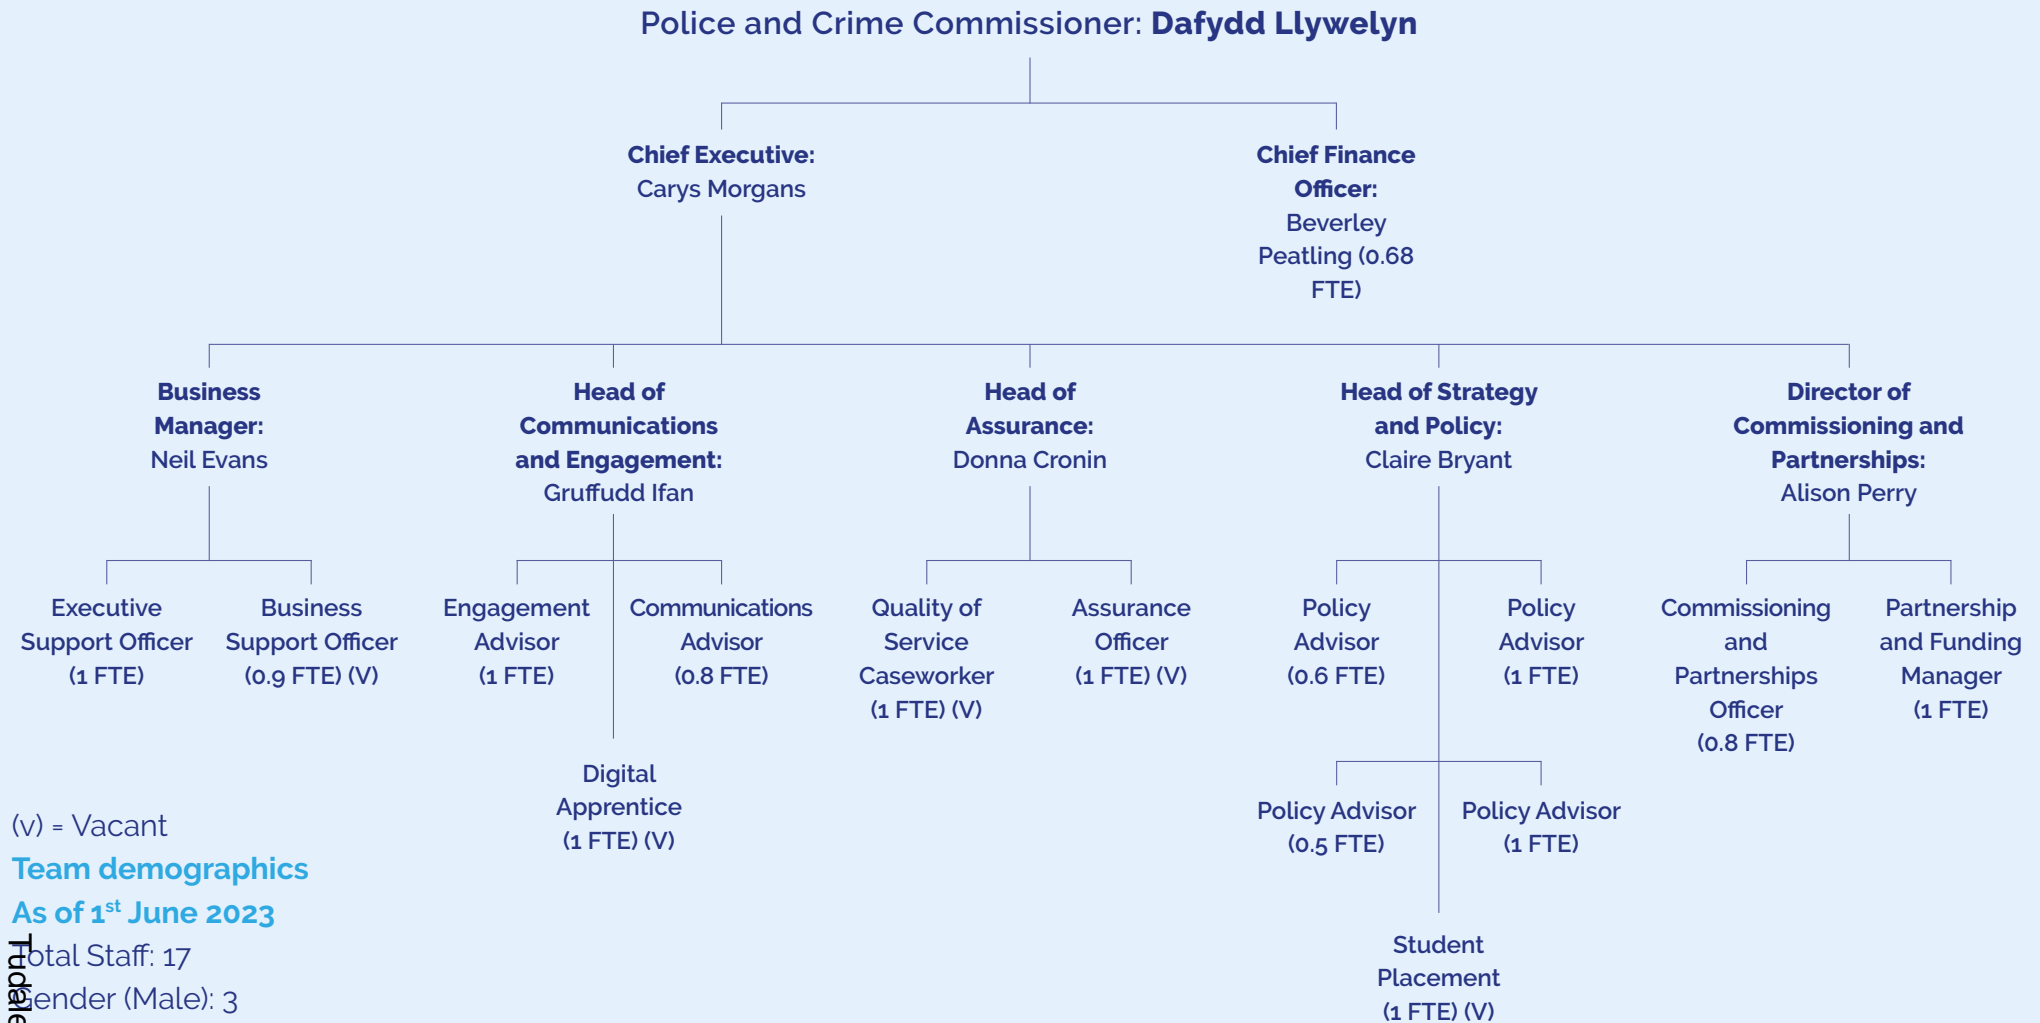 Police and Crime Commissioner: Dafydd Llywelyn
Chief Executive:
Carys Morgans
Chief Finance
Officer:
Beverley
Peatling (0.68
FTE)
Business
Manager:
Neil Evans
Head of
Communications
and Engagement:
Gruffudd Ifan
Head of
Assurance:
Donna Cronin
Head of Strategy
and Policy:
Claire Bryant
Director of
Commissioning and
Partnerships:
Alison Perry
Executive
Support Officer
(1 FTE)
Business
Support Officer
(0.9 FTE) (V)
Engagement
Advisor
(1 FTE)
Communications
Advisor
(0.8 FTE)
Quality of
Service
Caseworker
(1 FTE) (V)
Assurance
Officer
(1 FTE) (V)
Policy
Advisor
(0.6 FTE)
Policy
Advisor
(1 FTE)
Commissioning
and
Partnerships
Officer
(0.8 FTE)
Partnership
and Funding
Manager
(1 FTE)
Digital
Apprentice
(1 FTE) (V)
Policy Advisor
(0.5 FTE)
Policy Advisor
(1 FTE)
Student
Placement
(1 FTE) (V)
(v) = Vacant
Team demographics
As of 1st June 2023
Total Staff: 17
Gender (Male): 3